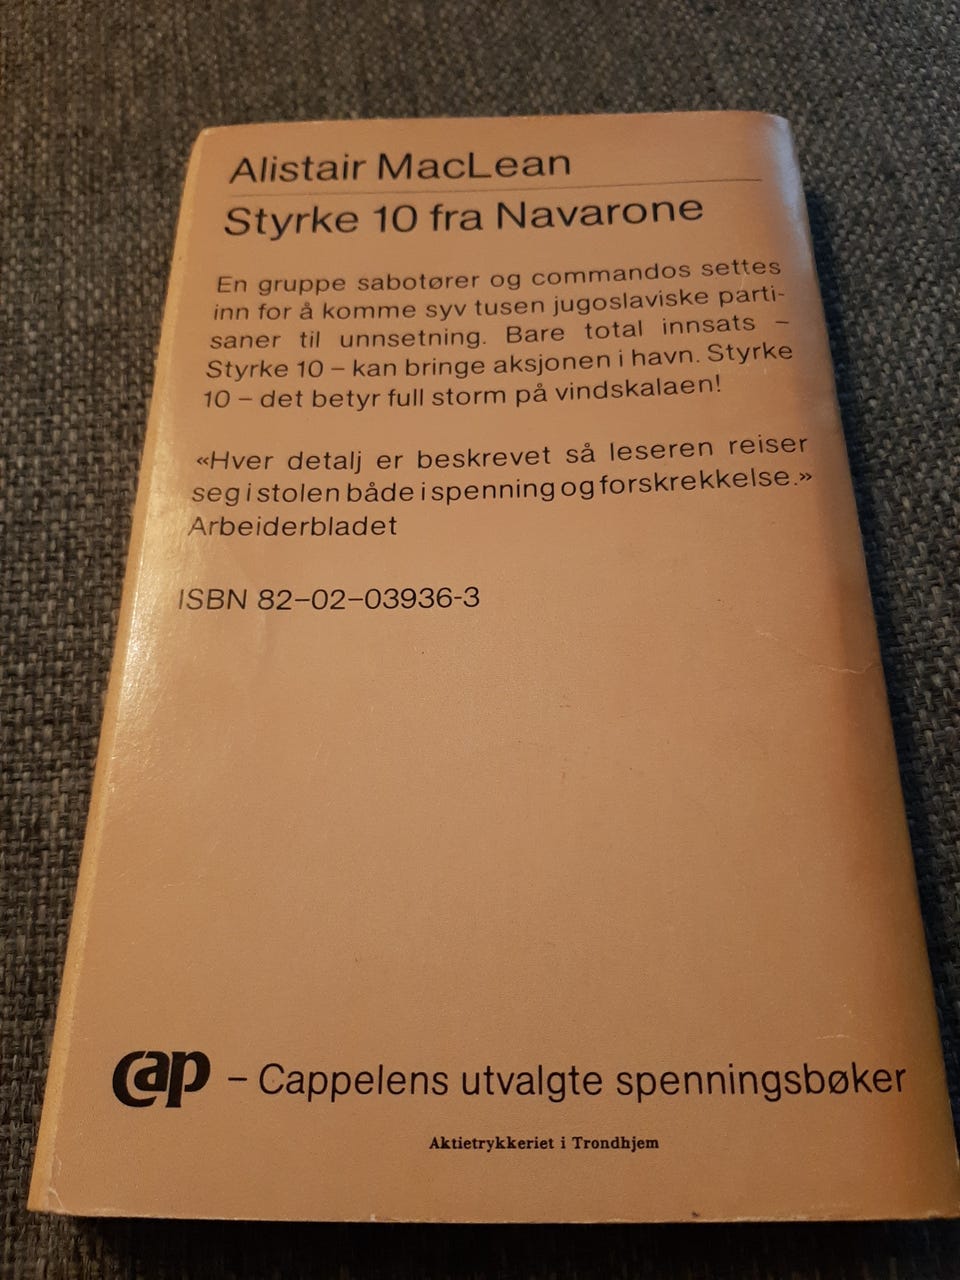 Alistair MacLean
Styrke 10 fra Navarone
En gruppe sabotører og commandos settes
inn for å komme syv tusen jugoslaviske parti-
saner til unnsetning. Bare total innsats –
Styrke 10 – kan bringe aksjonen i havn. Styrke
10 – det betyr full storm på vindskalaen!
«Hver detalj er beskrevet så leseren reiser
seg i stolen både i spenning og forskrekkelse.»
Arbeiderbladet
ISBN 82–02–03936-3
cap – Cappelens utvalgte spenningsbøker
Aktietrykkeriet i Trondhjem